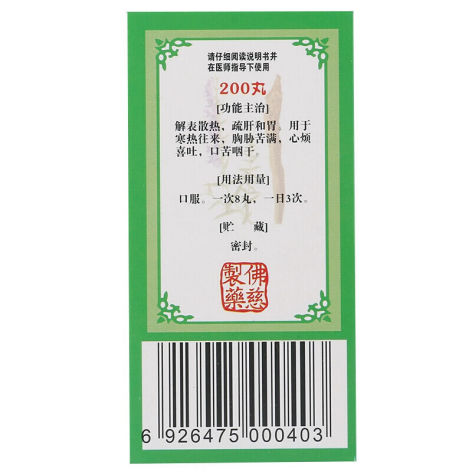 请仔细阅读说明书并
在医师指导下使用
200丸
[功能主治]
解表散热，疏肝和胃。用于
寒热往来，胸胁苦满，心烦
喜吐，口苦咽干。
[用法用量]
口服。一次8丸，一日3次。
[贮 藏]
密封。
佛慈
製藥
6 926475 000403